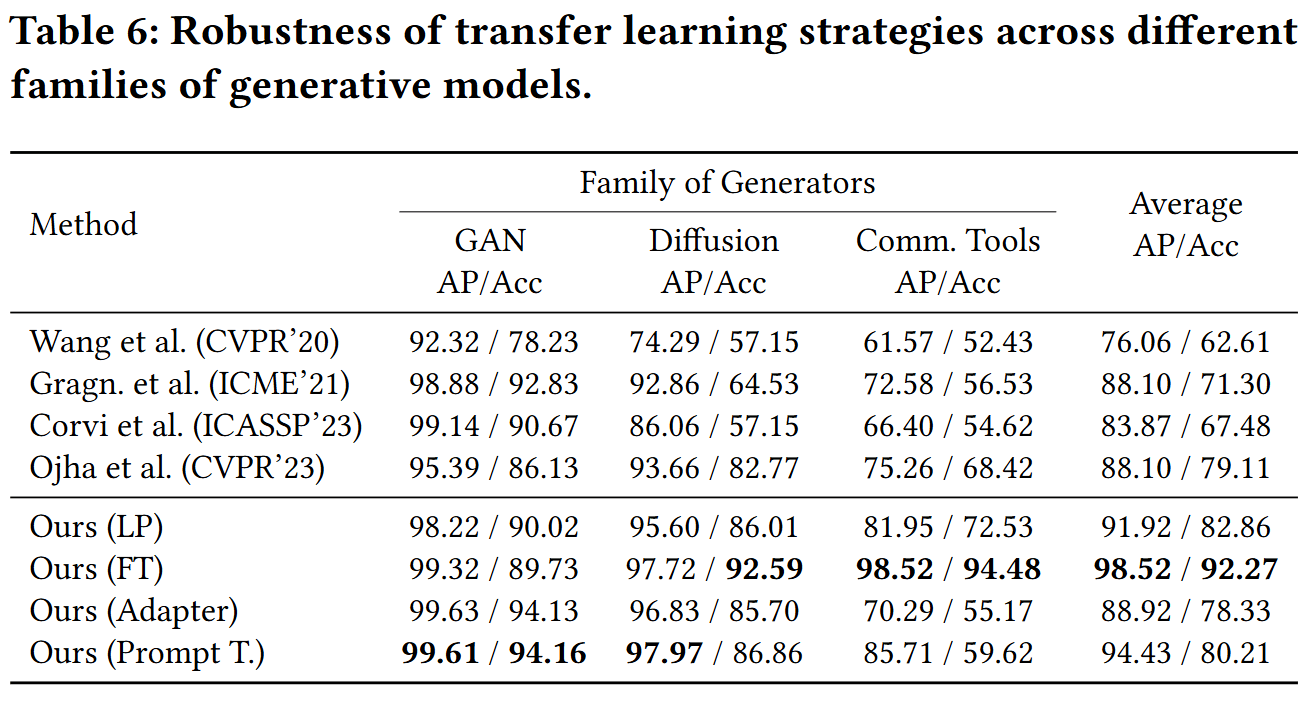 Table 6: Robustness of transfer learning strategies across different
families of generative models.
Family of Generators
Method
Average
AP/Acc
GAN Diffusion Comm. Tools
AP/Acc AP/Acc AP/Acc
Wang et al. (CVPR’20) 92.32 / 78.23 74.29 / 57.15 61.57 / 52.43 76.06 / 62.61
Gragn. et al. (ICME’21) 98.88 / 92.83 92.86 / 64.53 72.58 / 56.53 88.10 / 71.30
Corvi et al. (ICASSP’23) 99.14 / 90.67 86.06 / 57.15 66.40 / 54.62 83.87 / 67.48
Ojha et al. (CVPR’23) 95.39 / 86.13 93.66 / 82.77 75.26 / 68.42 88.10 / 79.11
Ours (LP) 98.22 / 90.02 95.60 / 86.01 81.95 / 72.53 91.92 / 82.86
Ours (FT) 99.32 / 89.73 97.72 / 92.59 98.52 / 94.48 98.52 / 92.27
Ours (Adapter) 99.63 / 94.13 96.83 / 85.70 70.29 / 55.17 88.92 / 78.33
Ours (Prompt T.) 99.61 / 94.16 97.97 / 86.86 85.71 / 59.62 94.43 / 80.21